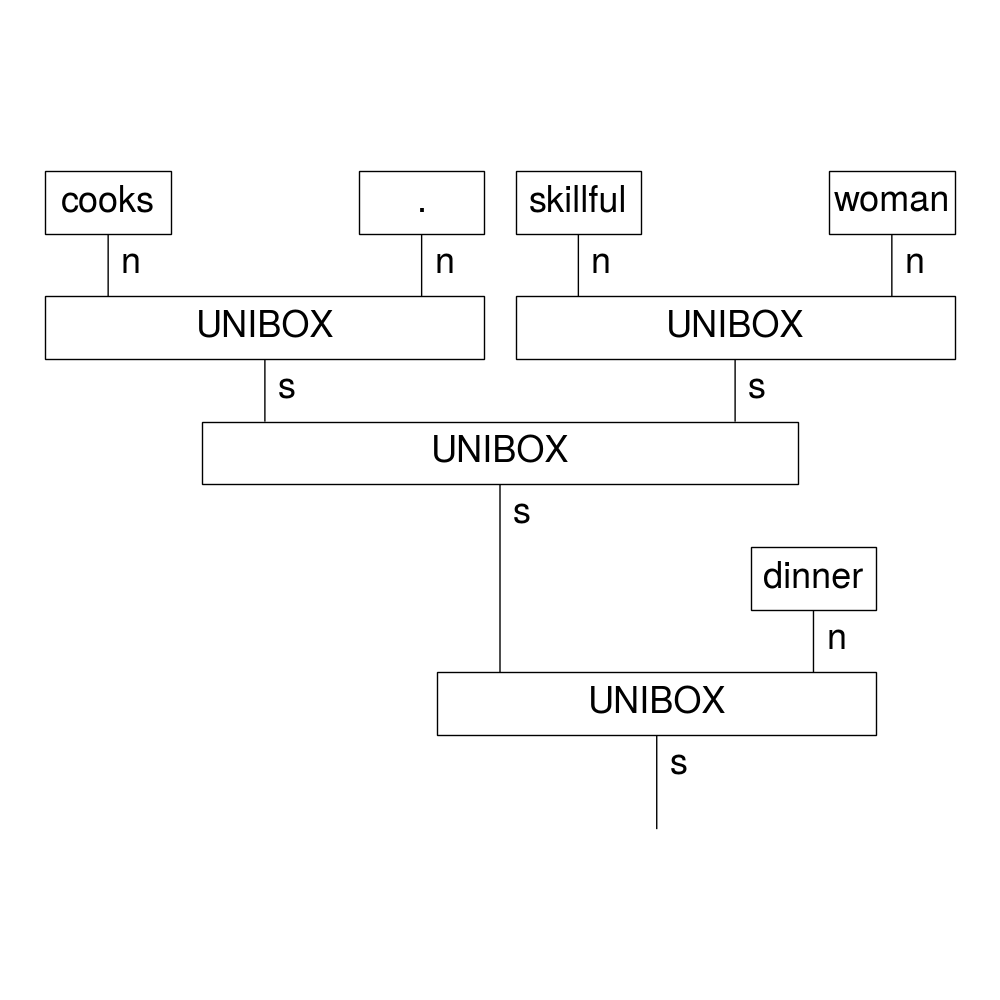 cooks . skillful woman
n n n n
UNIBOX UNIBOX
s s
UNIBOX
s
dinner
n
UNIBOX
s